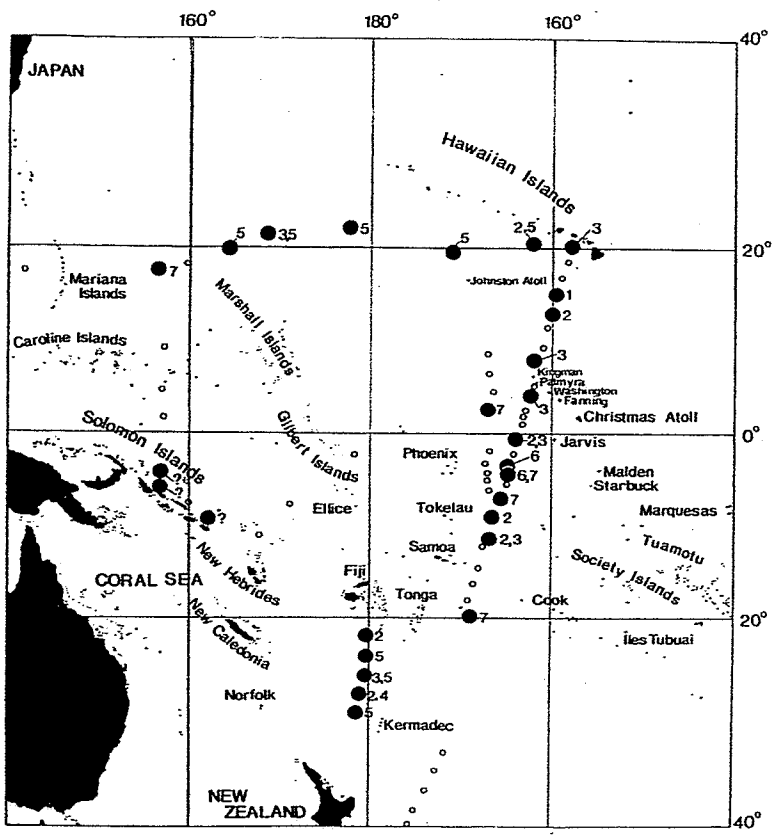 160°
180°
160°
40°
JAPAN
Hawaiian Islands
5
3,5
5
5
2,5
3
20°
7
Mariana
Islands
Johnston Atoll
1
2
Marshall Islands
Caroline Islands
3
Kingman
Palmyra
Washington
Fanning
3
7
Christmas Atoll
Solomon Islands
Gilbert Islands
2,3
Jarvis
0°
Phoenix
6
6,7
Malden
Starbuck
?
?
?
Ellice
Tokelau
7
2
Marquesas
2,3
Samoa
Tuamotu
Society Islands
New Hebrides
CORAL SEA
Fiji
Tonga
Cook
7
20°
New Caledonia
2
5
3,5
2,4
5
Îles Tubuai
Norfolk
Kermadec
NEW
ZEALAND
40°